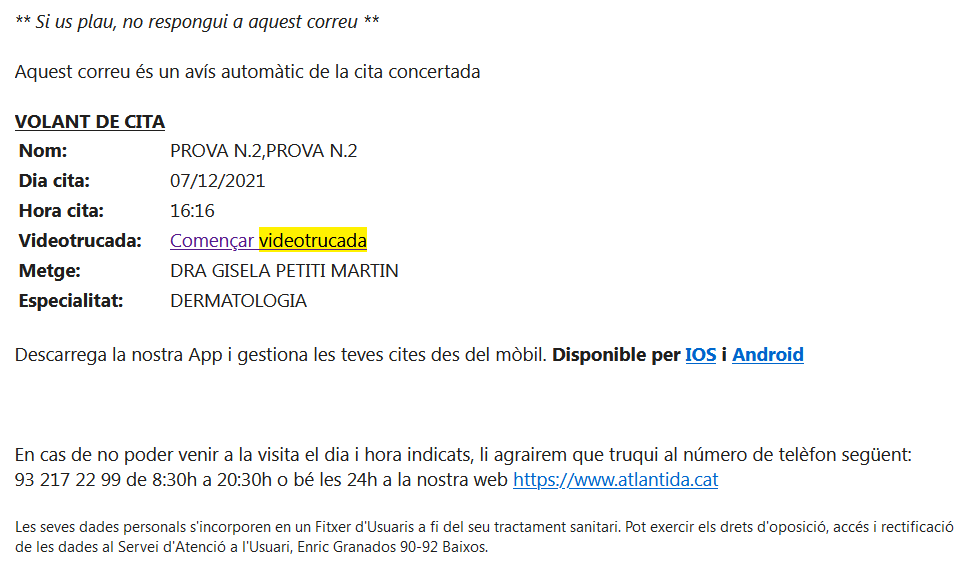 ** Si us plau, no respongui a aquest correu **
Aquest correu és un avís automàtic de la cita concertada
VOLANT DE CITA
Nom: PROVA N.2,PROVA N.2
Dia cita: 07/12/2021
Hora cita: 16:16
Videotrucada: Començar videotrucada
Metge: DRA GISELA PETITI MARTIN
Especialitat: DERMATOLOGIA
Descarrega la nostra App i gestiona les teves cites des del mòbil. Disponible per IOS i Android
En cas de no poder venir a la visita el dia i hora indicats, li agrairem que truqui al número de telèfon següent:
93 217 22 99 de 8:30h a 20:30h o bé les 24h a la nostra web https://www.atlantida.cat
Les seves dades personals s'incorporen en un Fitxer d'Usuaris a fi del seu tractament sanitari. Pot exercir els drets d'oposició, accés i rectificació
de les dades al Servei d'Atenció a l'Usuari, Enric Granados 90-92 Baixos.